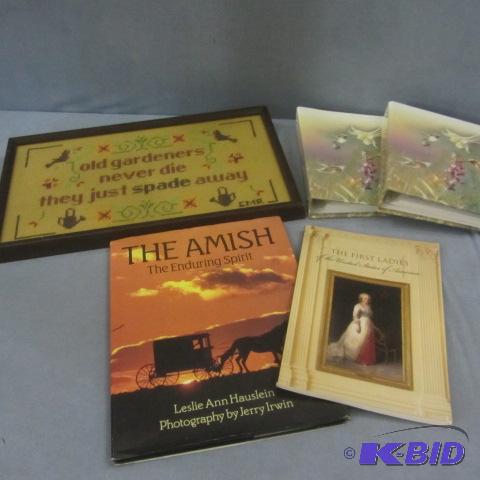 old gardeners
never die
they just spade away
E.M.R.
THE AMISH
The Enduring Spirit
Leslie Ann Hauslein
Photography by Jerry Irwin
THE FIRST LADIES
of the United States of America
© K-BID